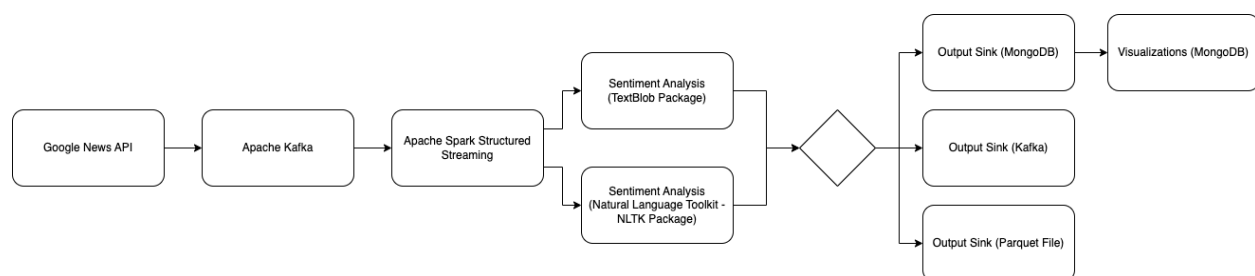 Google News API
Apache Kafka
Apache Spark Structured
Streaming
Sentiment Analysis
(TextBlob Package)
Sentiment Analysis
(Natural Language Toolkit -
NLTK Package)
Output Sink (MongoDB)
Visualizations (MongoDB)
Output Sink (Kafka)
Output Sink (Parquet File)